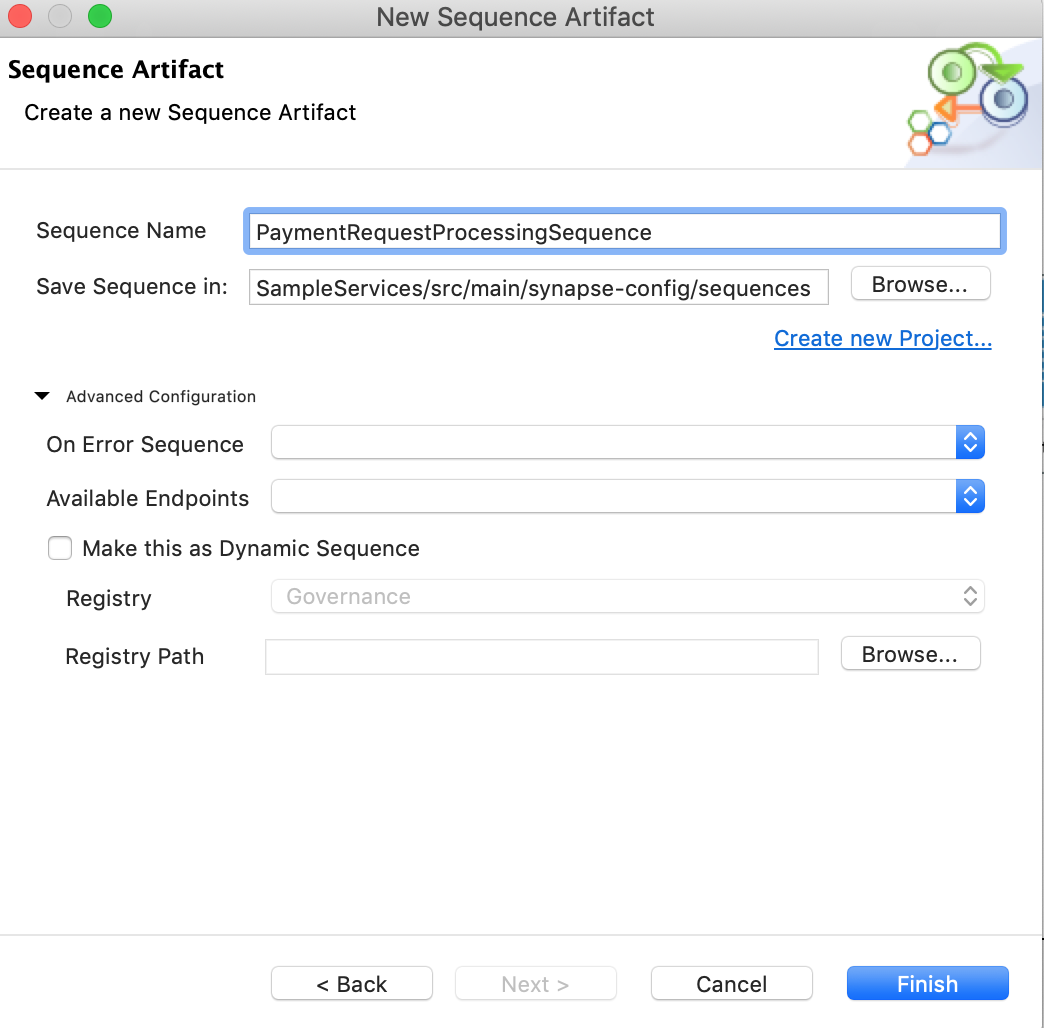 New Sequence Artifact
Sequence Artifact
Create a new Sequence Artifact
Sequence Name PaymentRequestProcessingSequence
Save Sequence in: SampleServices/src/main/synapse-config/sequences Browse...
Create new Project...
Advanced Configuration
On Error Sequence
Available Endpoints
Make this as Dynamic Sequence
Registry Governance
Registry Path Browse...
< Back Next > Cancel Finish